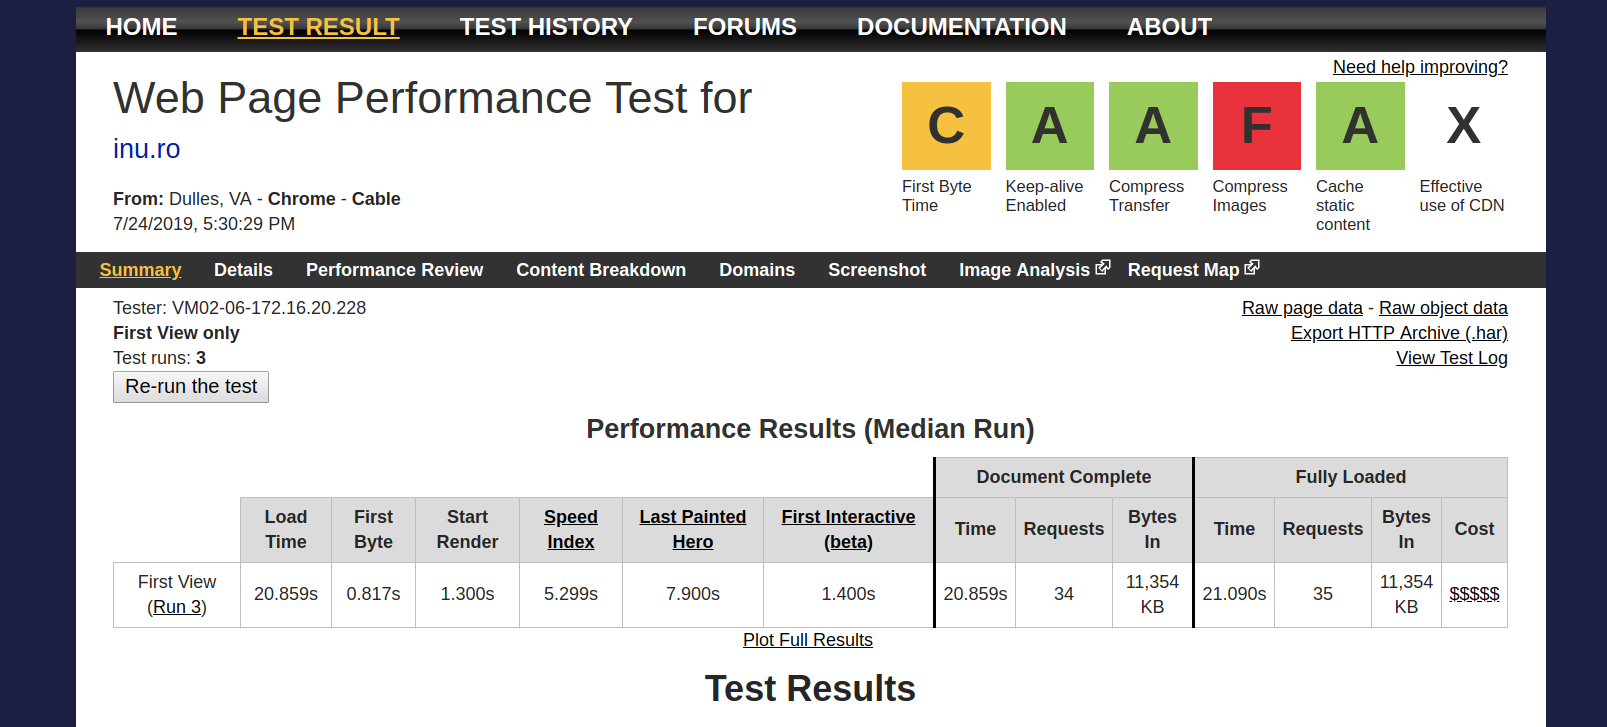 HOME TEST RESULT TEST HISTORY FORUMS DOCUMENTATION ABOUT
Need help improving?
Web Page Performance Test for
inu.ro
From: Dulles, VA - Chrome - Cable
7/24/2019, 5:30:29 PM
C A A F A X
First Byte Time
Keep-alive Enabled
Compress Transfer
Compress Images
Cache static content
Effective use of CDN
Summary Details Performance Review Content Breakdown Domains Screenshot Image Analysis Request Map
Tester: VM02-06-172.16.20.228
First View only
Test runs: 3
Re-run the test
Raw page data - Raw object data
Export HTTP Archive (.har)
View Test Log
Performance Results (Median Run)
Document Complete Fully Loaded
Load Time First Byte Start Render Speed Index Last Painted Hero First Interactive (beta) Time Requests Bytes In Time Requests Bytes In Cost
First View (Run 3) 20.859s 0.817s 1.300s 5.299s 7.900s 1.400s 20.859s 34 11,354 KB 21.090s 35 11,354 KB $$$$$
Plot Full Results
Test Results